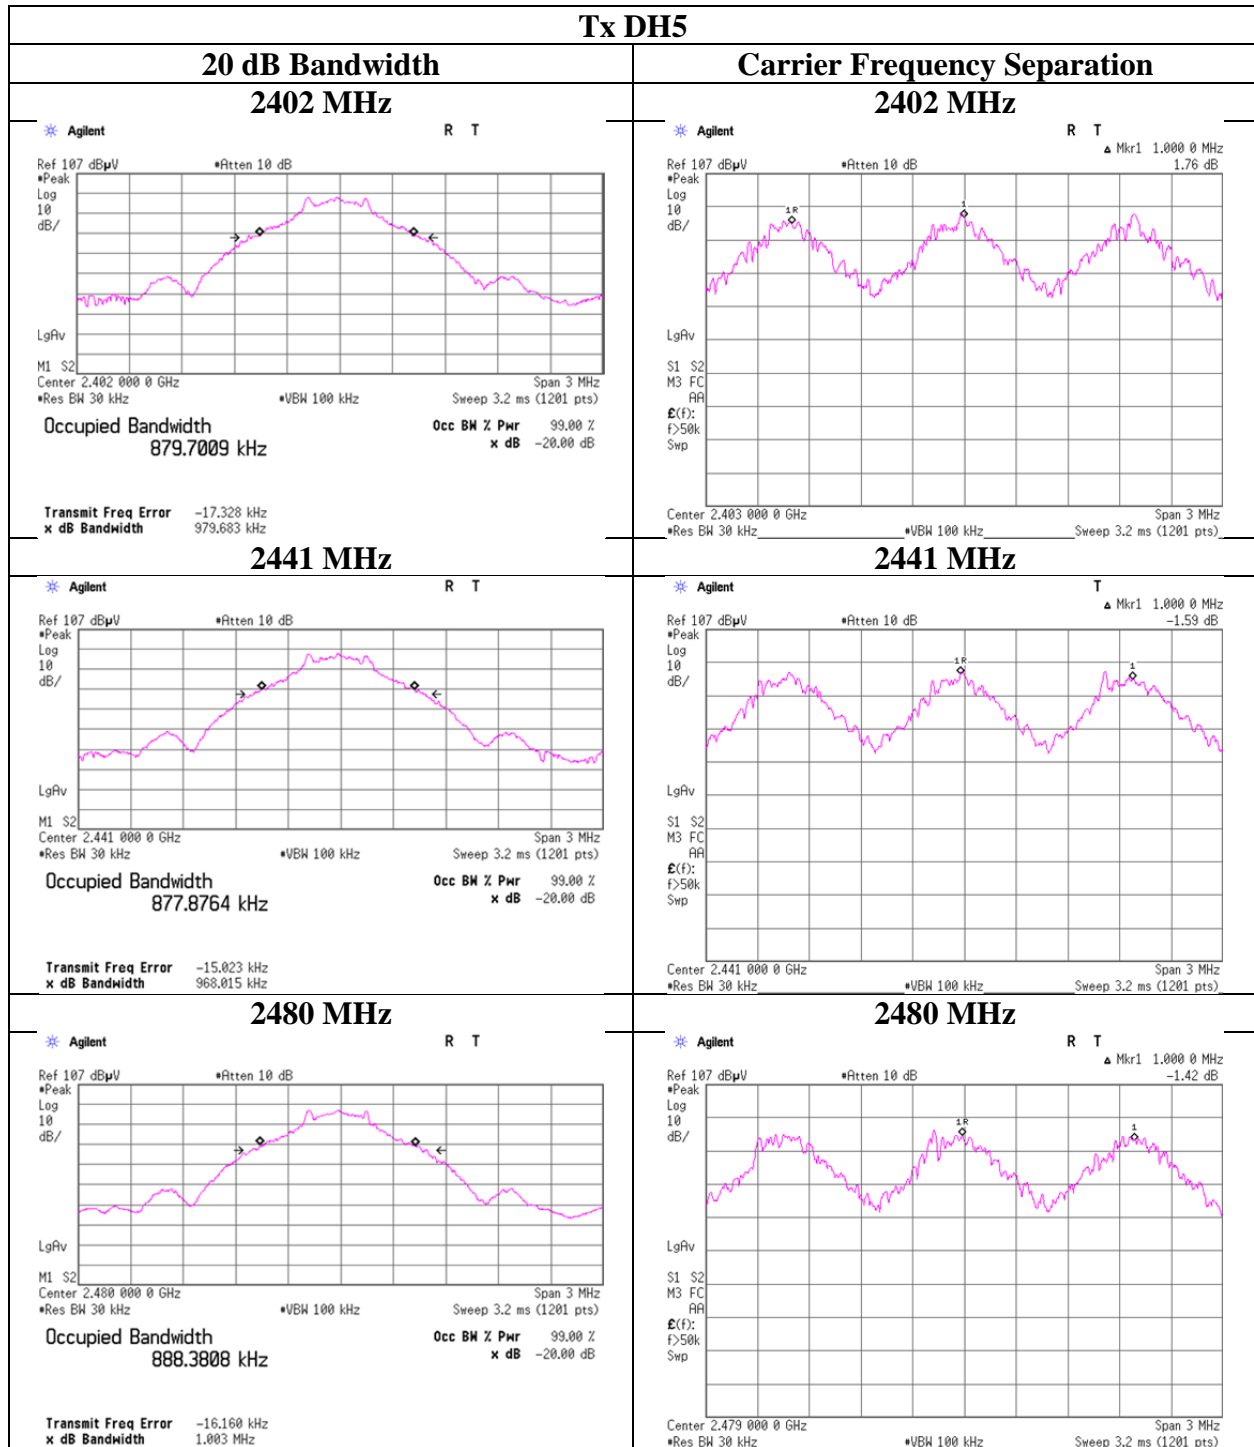 Tx DH5
20 dB Bandwidth
Carrier Frequency Separation
2402 MHz
2402 MHz
Agilent R T
Ref 107 dBµV #Atten 10 dB
#Peak
Log
10
dB/
LgAv
M1 S2
Center 2.402 000 0 GHz Span 3 MHz
#Res BW 30 kHz #VBW 100 kHz Sweep 3.2 ms (1201 pts)
Occupied Bandwidth Occ BW % Pwr 99.00 %
879.7009 kHz x dB -20.00 dB
Transmit Freq Error -17.328 kHz
x dB Bandwidth 979.683 kHz
Agilent R T
Δ Mkr1 1.000 0 MHz
Ref 107 dBµV #Atten 10 dB 1.76 dB
#Peak
Log
10
dB/
1R
1
LgAv
S1 S2
M3 FC
AA
£(f):
f>50k
Swp
Center 2.403 000 0 GHz Span 3 MHz
#Res BW 30 kHz #VBW 100 kHz Sweep 3.2 ms (1201 pts)
2441 MHz
2441 MHz
Agilent R T
Ref 107 dBµV #Atten 10 dB
#Peak
Log
10
dB/
LgAv
M1 S2
Center 2.441 000 0 GHz Span 3 MHz
#Res BW 30 kHz #VBW 100 kHz Sweep 3.2 ms (1201 pts)
Occupied Bandwidth Occ BW % Pwr 99.00 %
877.8764 kHz x dB -20.00 dB
Transmit Freq Error -15.023 kHz
x dB Bandwidth 968.015 kHz
Agilent T
Δ Mkr1 1.000 0 MHz
Ref 107 dBµV #Atten 10 dB -1.59 dB
#Peak
Log
10
dB/
1R
1
LgAv
S1 S2
M3 FC
AA
£(f):
f>50k
Swp
Center 2.441 000 0 GHz Span 3 MHz
#Res BW 30 kHz #VBW 100 kHz Sweep 3.2 ms (1201 pts)
2480 MHz
2480 MHz
Agilent R T
Ref 107 dBµV #Atten 10 dB
#Peak
Log
10
dB/
LgAv
M1 S2
Center 2.480 000 0 GHz Span 3 MHz
#Res BW 30 kHz #VBW 100 kHz Sweep 3.2 ms (1201 pts)
Occupied Bandwidth Occ BW % Pwr 99.00 %
888.3808 kHz x dB -20.00 dB
Transmit Freq Error -16.160 kHz
x dB Bandwidth 1.003 MHz
Agilent R T
Δ Mkr1 1.000 0 MHz
Ref 107 dBµV #Atten 10 dB -1.42 dB
#Peak
Log
10
dB/
1R
1
LgAv
S1 S2
M3 FC
AA
£(f):
f>50k
Swp
Center 2.479 000 0 GHz Span 3 MHz
#Res BW 30 kHz #VBW 100 kHz Sweep 3.2 ms (1201 pts)